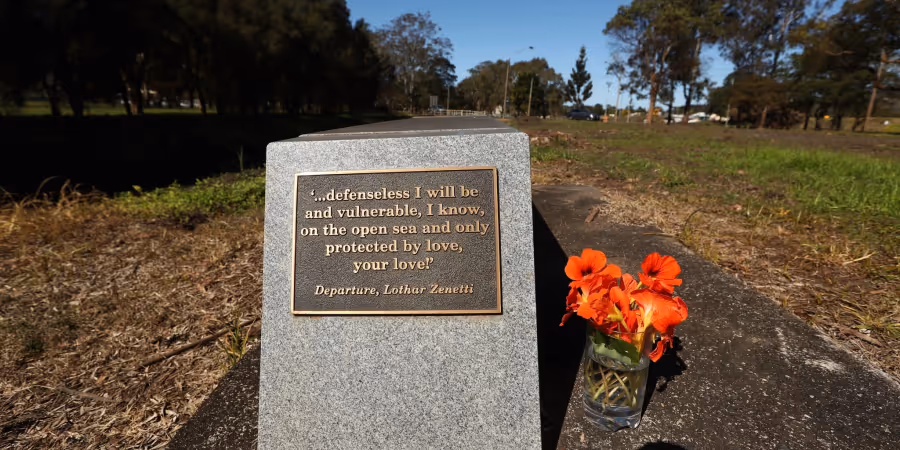 '...defenseless I will be
and vulnerable, I know,
on the open sea and only
protected by love,
your love!'
Departure, Lothar Zenetti